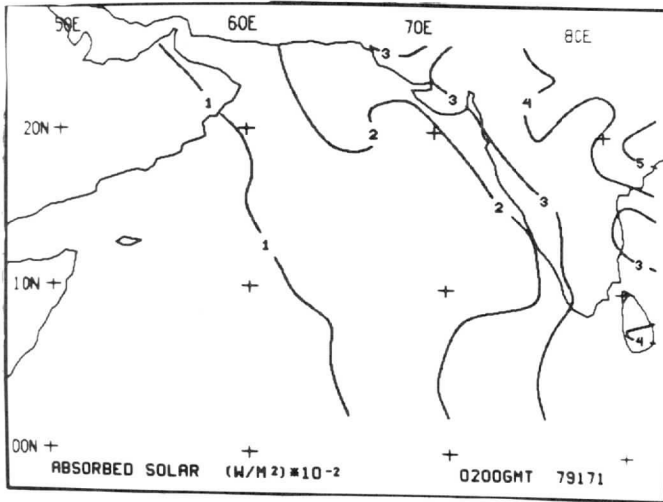 50E 60E 70E 80E
3
1 3 4
20N 2
5
2 3
1
3
10N
4
00N
ABSORBED SOLAR (W/M²)*10⁻²
0200GMT 79171